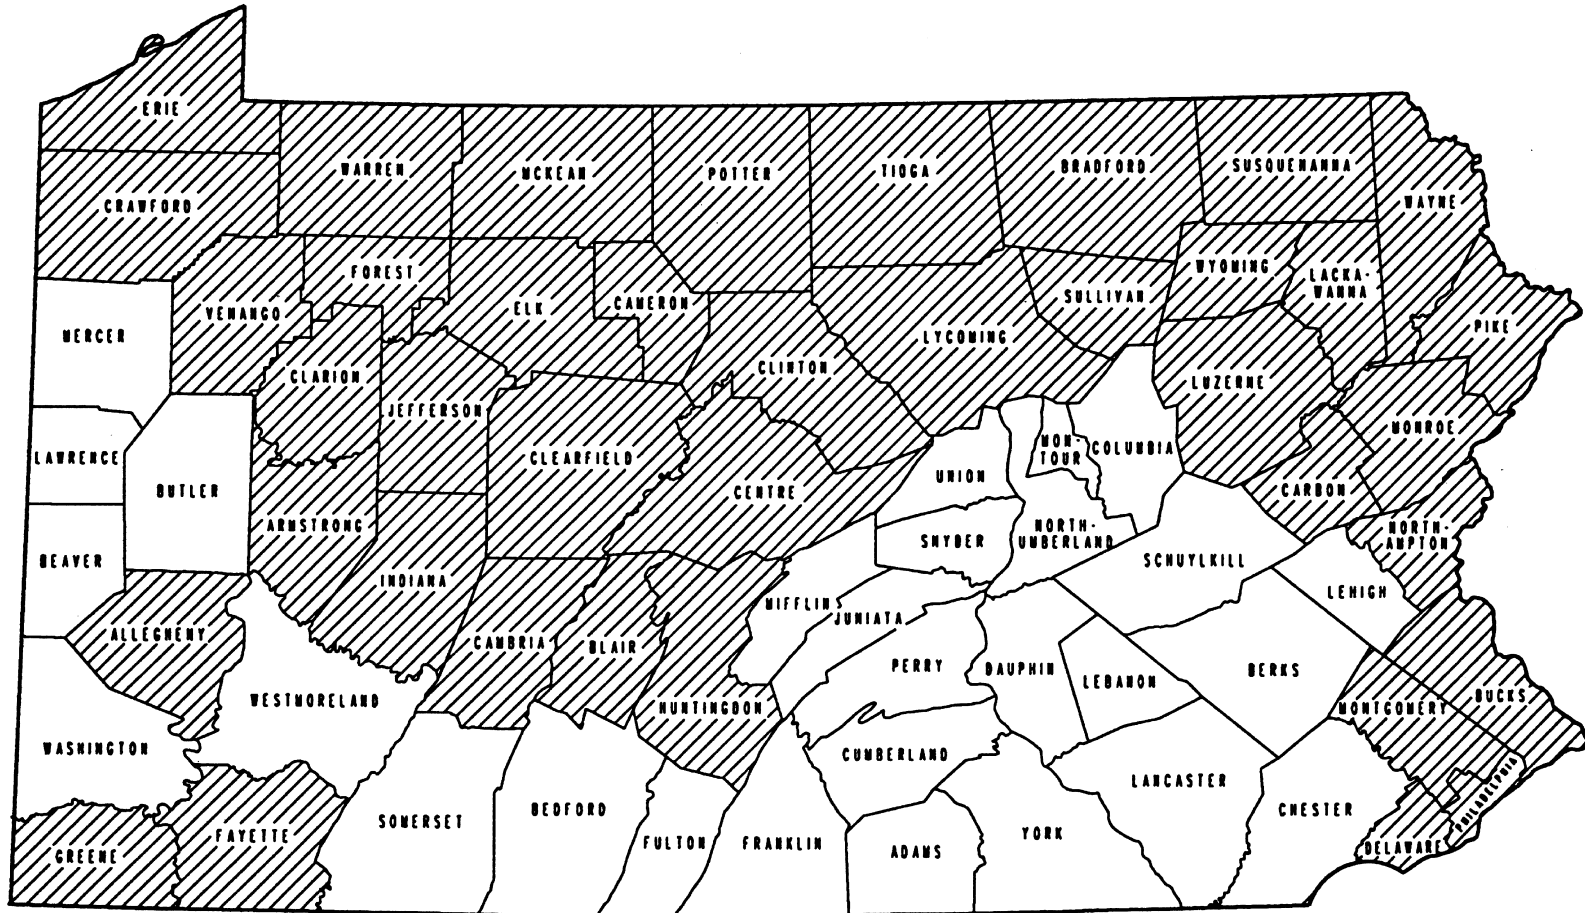 ERIE
WARREN
MCKEAN
POTTER
TIOGA
BRADFORD
SUSQUEHANNA
CRAWFORD
WAYNE
FOREST
WYOMING
LACKA-
WANNA
VENANGO
ELK
CAMERON
SULLIVAN
PIKE
MERCER
LYCOMING
CLARION
CLINTON
LUZERNE
JEFFERSON
MONROE
LAWRENCE
CLEARFIELD
MON-
TOUR
COLUMBIA
BUTLER
CENTRE
UNION
CARBON
ARMSTRONG
SNYDER
NORTH-
UMBERLAND
NORTH-
AMPTON
BEAVER
INDIANA
SCHUYLKILL
LEHIGH
MIFFLIN
JUNIATA
ALLEGHENY
CAMBRIA
BLAIR
PERRY
DAUPHIN
LEBANON
BERKS
WESTMORELAND
HUNTINGDON
MONTGOMERY
BUCKS
WASHINGTON
CUMBERLAND
LANCASTER
PHILADELPHIA
SOMERSET
BEDFORD
CHESTER
FAYETTE
FULTON
FRANKLIN
ADAMS
YORK
DELAWARE
GREENE